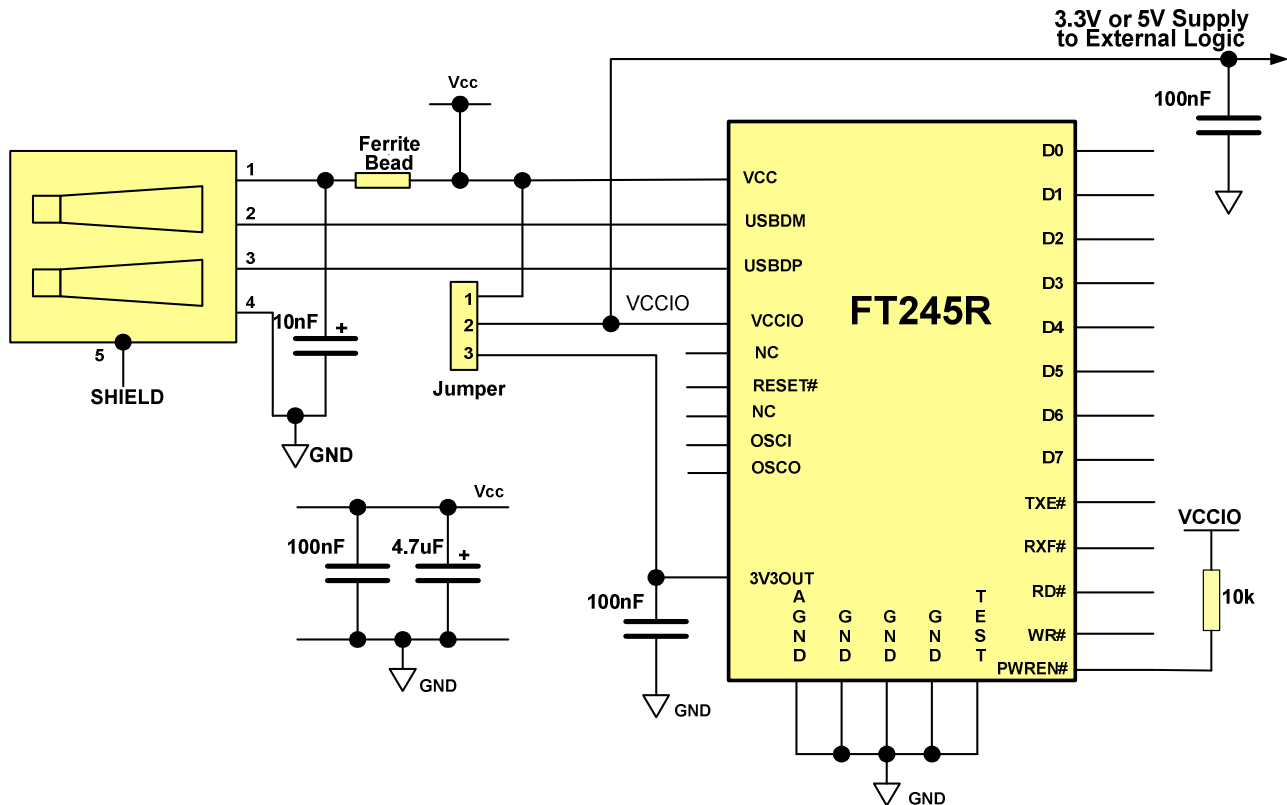 3.3V or 5V Supply
to External Logic
100nF
Vcc
Ferrite
Bead
1
2
3
4
5
SHIELD
10nF
+
GND
1
2
3
Jumper
VCCIO
FT245R
VCC
USBDM
USBDP
VCCIO
NC
RESET#
NC
OSCI
OSCO
3V3OUT
AGND
GND
GND
GND
TEST
D0
D1
D2
D3
D4
D5
D6
D7
TXE#
RXF#
RD#
WR#
PWREN#
VCCIO
10k
Vcc
100nF
4.7uF
+
GND
100nF
GND
GND